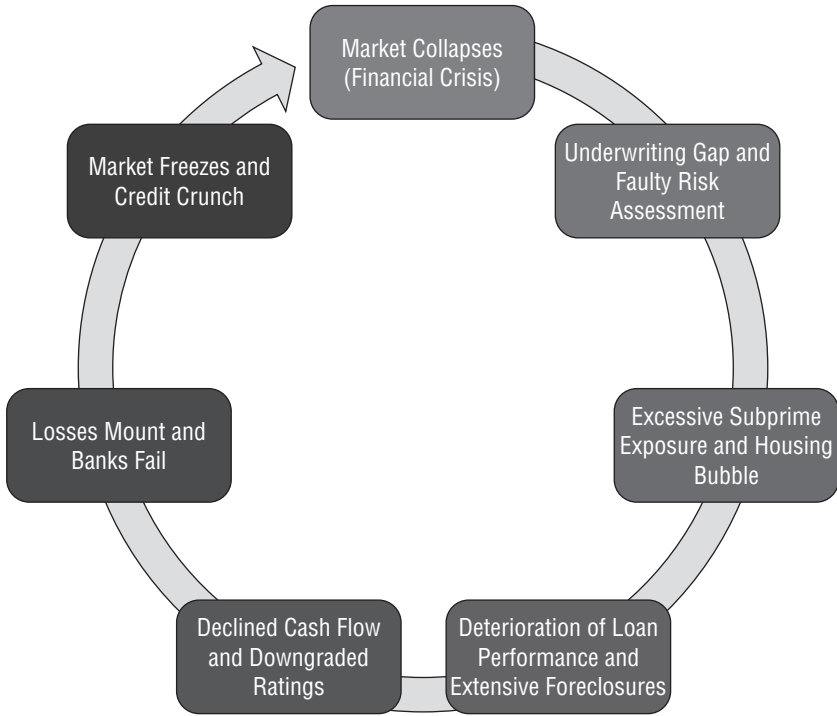 Market Collapses
(Financial Crisis)
Underwriting Gap and
Faulty Risk
Assessment
Excessive Subprime
Exposure and Housing
Bubble
Deterioration of Loan
Performance and
Extensive Foreclosures
Declined Cash Flow
and Downgraded
Ratings
Losses Mount and
Banks Fail
Market Freezes and
Credit Crunch